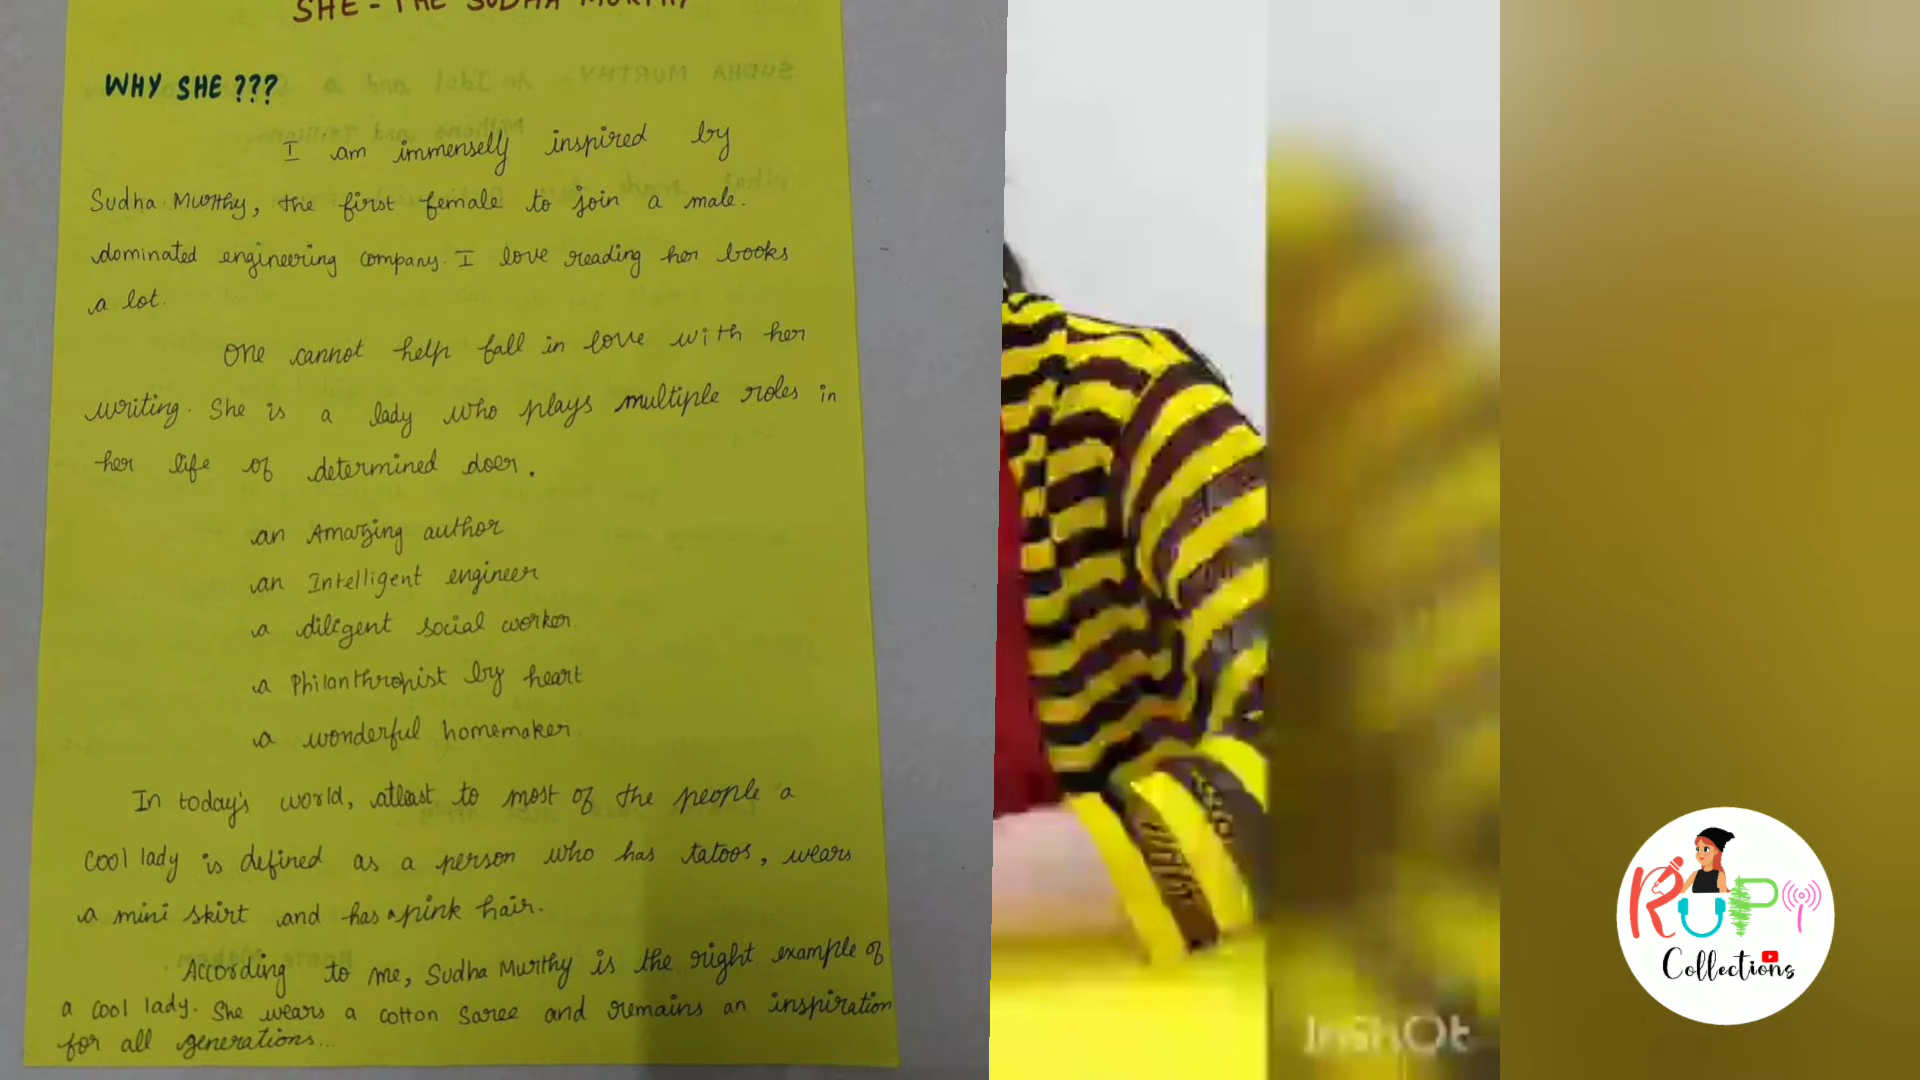 SHE - THE SUDHA MURTHY
WHY SHE ???
I am immensely inspired by
Sudha Murthy, the first female to join a male.
dominated engineering company. I love reading her books
a lot.
One cannot help fall in love with her
writing. She is a lady who plays multiple roles in
her life of determined doer.
an Amazing author
an Intelligent engineer
a diligent social worker
a Philanthropist by heart
a wonderful homemaker.
In today's world, atleast to most of the people a
cool lady is defined as a person who has tatoos, wears
a mini skirt and has a pink hair.
According to me, Sudha Murthy is the right example of
a cool lady. She wears a cotton saree and remains an inspiration
for all generations...
InShOt
RUPY
Collections